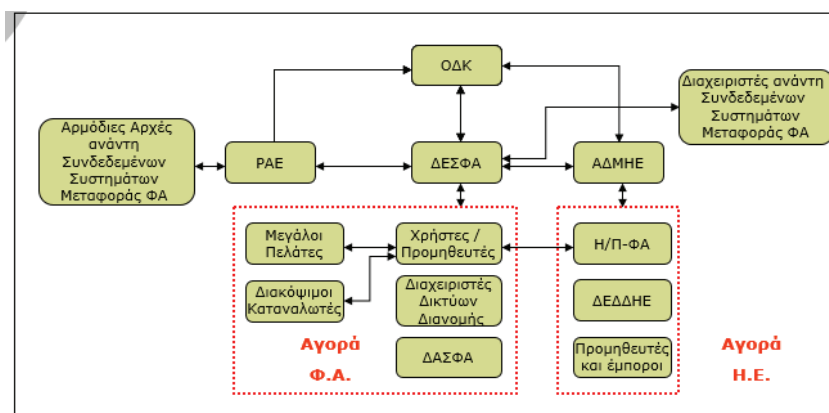 ΟΔΚ
Διαχειριστές ανάντη
Συνδεδεμένων
Συστημάτων
Μεταφοράς ΦΑ
Αρμόδιες Αρχές
ανάντη
Συνδεδεμένων
Συστημάτων
Μεταφοράς ΦΑ
ΡΑΕ
ΔΕΣΦΑ
ΑΔΜΗΕ
Μεγάλοι
Πελάτες
Χρήστες /
Προμηθευτές
Η/Π-ΦΑ
Διακόψιμοι
Καταναλωτές
Διαχειριστές
Δικτύων
Διανομής
ΔΕΔΔΗΕ
Αγορά
Φ.Α.
ΔΑΣΦΑ
Προμηθευτές
και έμποροι
Αγορά
Η.Ε.